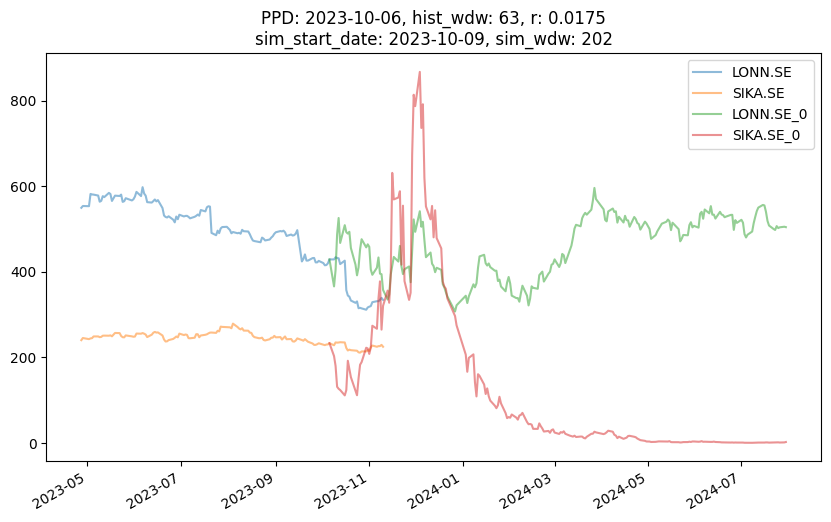 PPD: 2023-10-06, hist_wdw: 63, r: 0.0175
sim_start_date: 2023-10-09, sim_wdw: 202
LONN.SE
SIKA.SE
LONN.SE_0
SIKA.SE_0
800
600
400
200
0
2023-05
2023-07
2023-09
2023-11
2024-01
2024-03
2024-05
2024-07